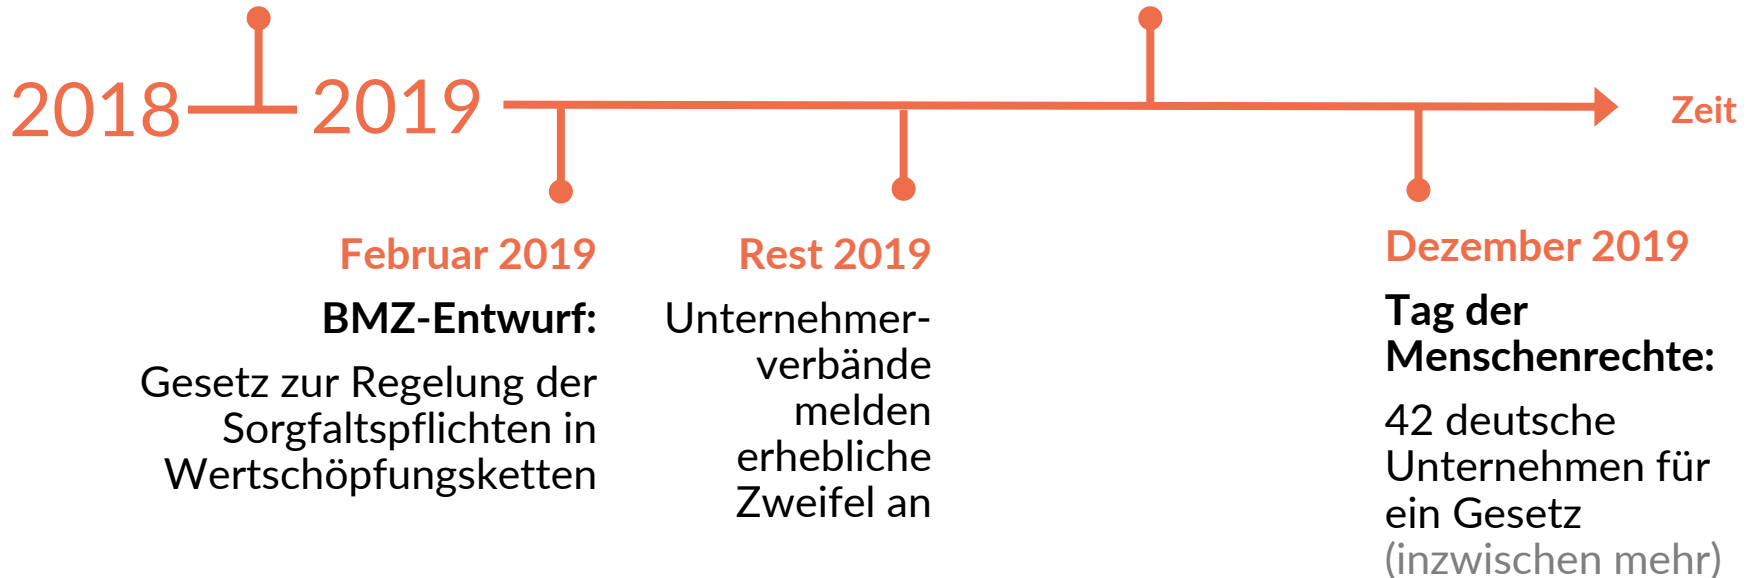 2018
2019
Zeit
Februar 2019
BMZ-Entwurf:
Gesetz zur Regelung der
Sorgfaltspflichten in
Wertschöpfungsketten
Rest 2019
Unternehmer-
verbände
melden
erhebliche
Zweifel an
Dezember 2019
Tag der
Menschenrechte:
42 deutsche
Unternehmen für
ein Gesetz
(inzwischen mehr)